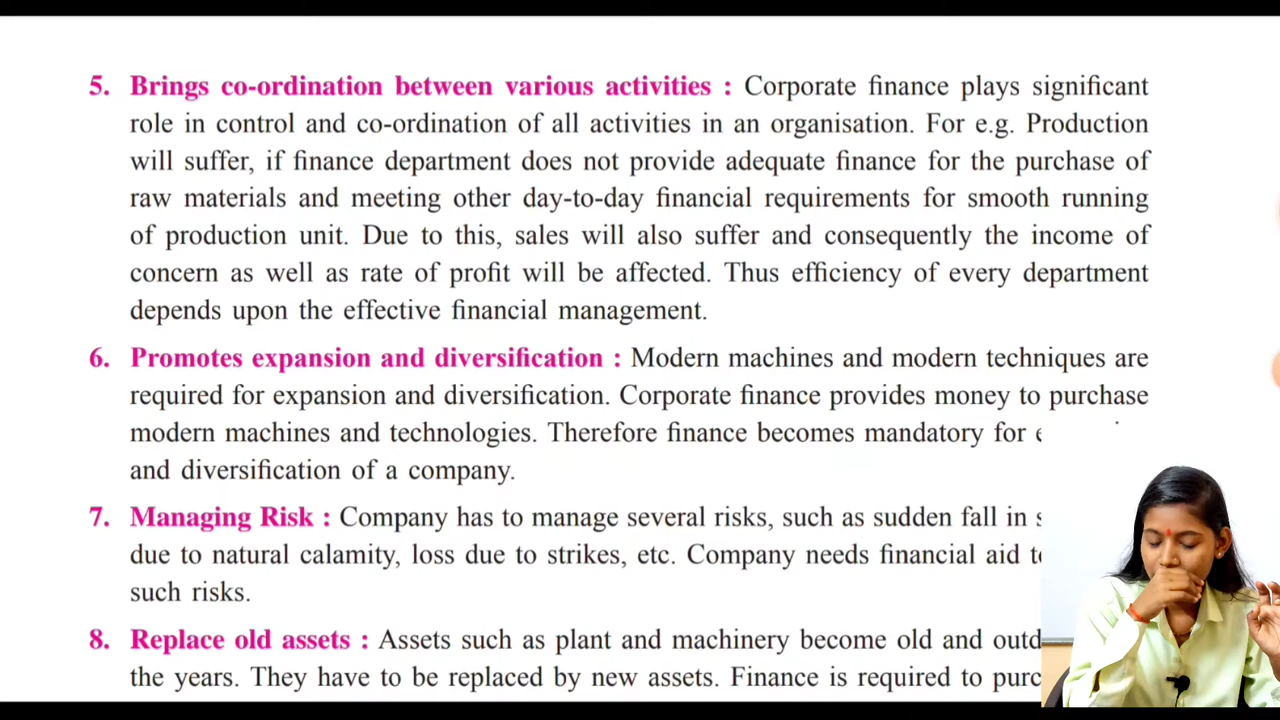 5. Brings co-ordination between various activities : Corporate finance plays significant
role in control and co-ordination of all activities in an organisation. For e.g. Production
will suffer, if finance department does not provide adequate finance for the purchase of
raw materials and meeting other day-to-day financial requirements for smooth running
of production unit. Due to this, sales will also suffer and consequently the income of
concern as well as rate of profit will be affected. Thus efficiency of every department
depends upon the effective financial management.
6. Promotes expansion and diversification : Modern machines and modern techniques are
required for expansion and diversification. Corporate finance provides money to purchase
modern machines and technologies. Therefore finance becomes mandatory for
and diversification of a company.
7. Managing Risk : Company has to manage several risks, such as sudden fall in
due to natural calamity, loss due to strikes, etc. Company needs financial aid
such risks.
8. Replace old assets : Assets such as plant and machinery become old and
the years. They have to be replaced by new assets. Finance is required to